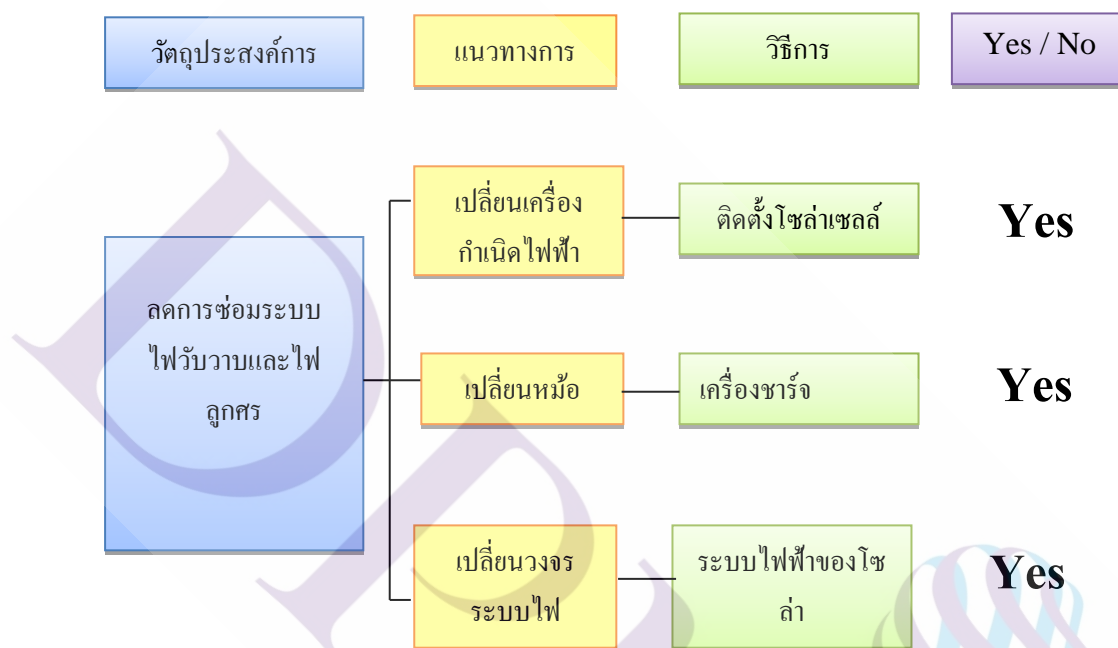 วัตถุประสงค์การ
แนวทางการ
วิธีการ
Yes / No
เปลี่ยนเครื่อง
กำเนิดไฟฟ้า
ติดตั้งโซล่าเซลล์
Yes
ลดการซ่อมระบบ
ไฟวับวาบและไฟ
ลูกศร
เปลี่ยนหม้อ
เครื่องชาร์จ
Yes
เปลี่ยนวงจร
ระบบไฟ
ระบบไฟฟ้าของโซ
ล่า
Yes